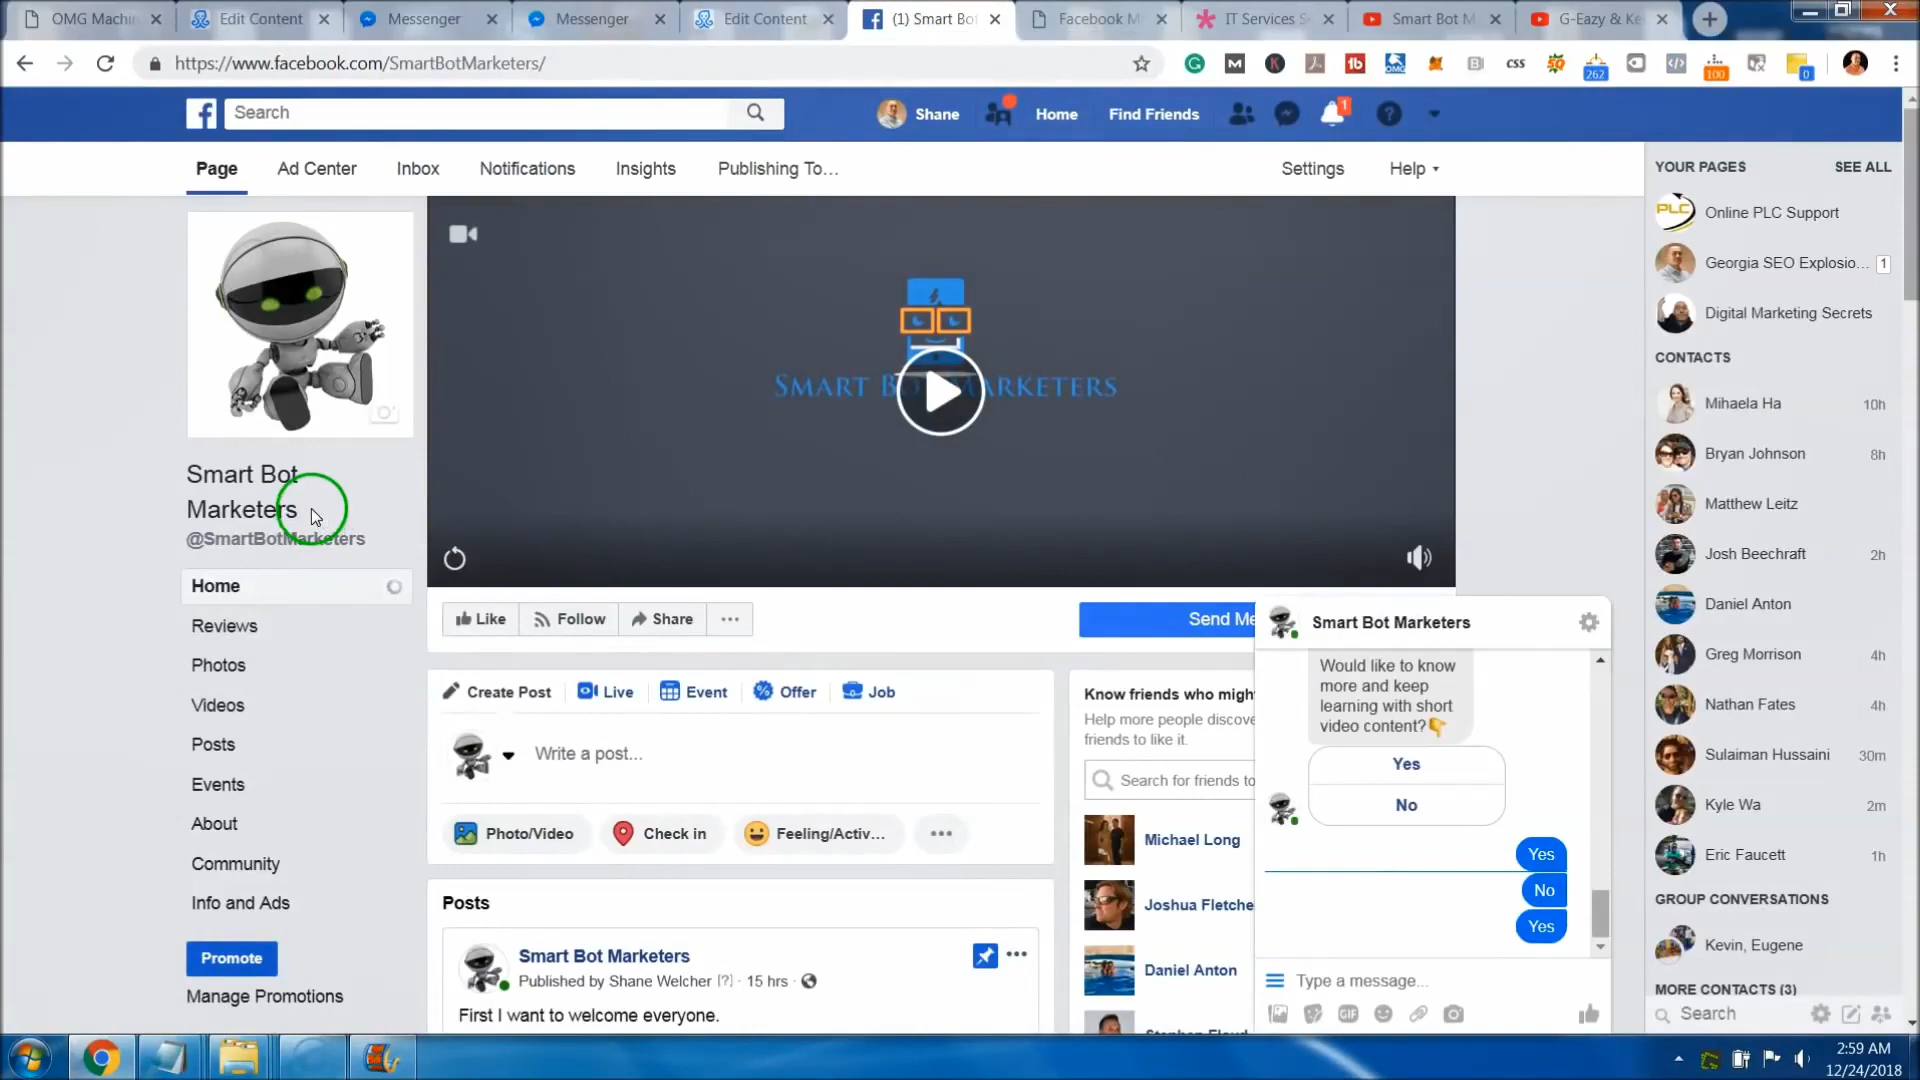 OMG Machi
Edit Content
Messenger
Messenger
Edit Content
(1) Smart Bo
Facebook M
IT Services S
Smart Bot M
G-Eazy & Ke
https://www.facebook.com/SmartBotMarketers/
css
262
100
0
Search
Shane
Home
Find Friends
1
Page
Ad Center
Inbox
Notifications
Insights
Publishing To…
Settings
Help
Smart Bot
Marketers
@SmartBotMarketers
Home
Reviews
Photos
Videos
Posts
Events
About
Community
Info and Ads
Promote
Manage Promotions
Like
Follow
Share
Send Me
Create Post
Live
Event
Offer
Job
Write a post…
Photo/Video
Check in
Feeling/Activ…
Posts
Smart Bot Marketers
Published by Shane Welcher [?] · 15 hrs ·
First I want to welcome everyone.
Know friends who migh
Help more people discove
friends to like it.
Search for friends to
Michael Long
Joshua Fletche
Daniel Anton
Smart Bot Marketers
Would like to know
more and keep
learning with short
video content?👇
Yes
No
Yes
No
Yes
Type a message...
GIF
YOUR PAGES SEE ALL
PLC
Online PLC Support
Georgia SEO Explosio… 1
Digital Marketing Secrets
CONTACTS
Mihaela Ha 10h
Bryan Johnson 8h
Matthew Leitz
Josh Beechraft 2h
Daniel Anton
Greg Morrison 4h
Nathan Fates 4h
Sulaiman Hussaini 30m
Kyle Wa 2m
Eric Faucett 1h
GROUP CONVERSATIONS
Kevin, Eugene
MORE CONTACTS (3)
Search
2:59 AM
12/24/2018